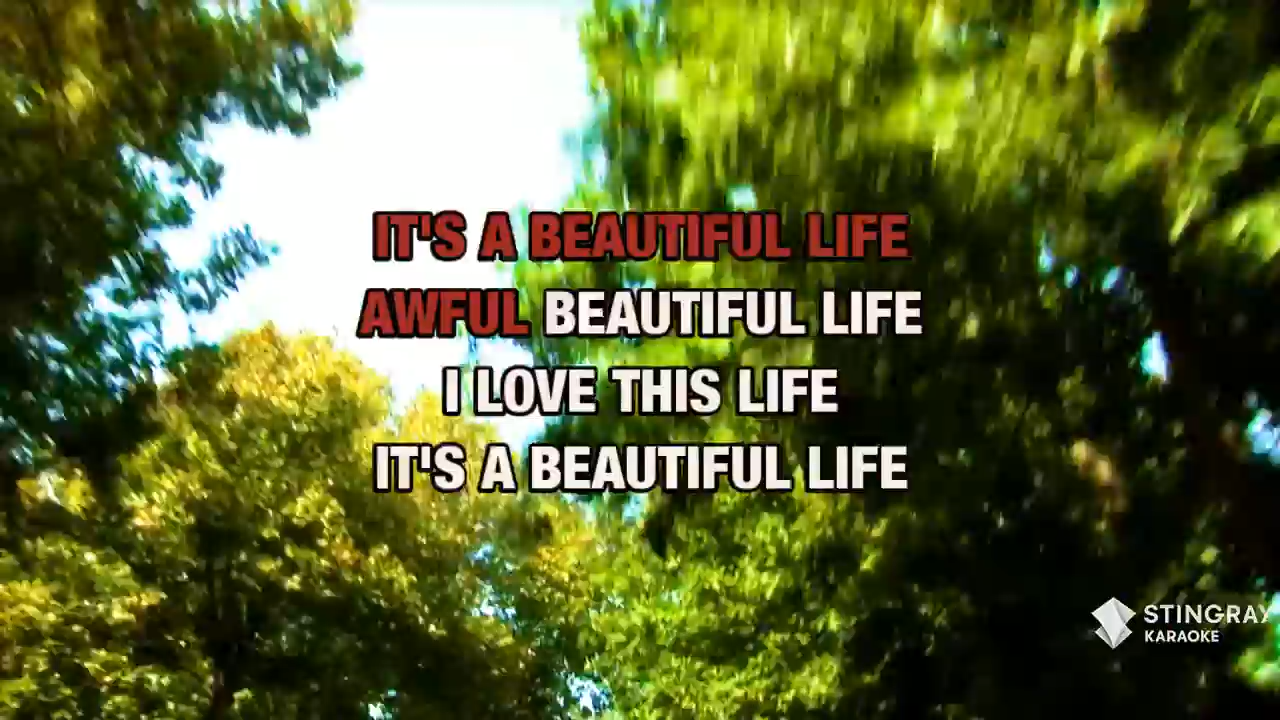 IT'S A BEAUTIFUL LIFE
AWFUL BEAUTIFUL LIFE
I LOVE THIS LIFE
IT'S A BEAUTIFUL LIFE
STINGRAY
KARAOKE